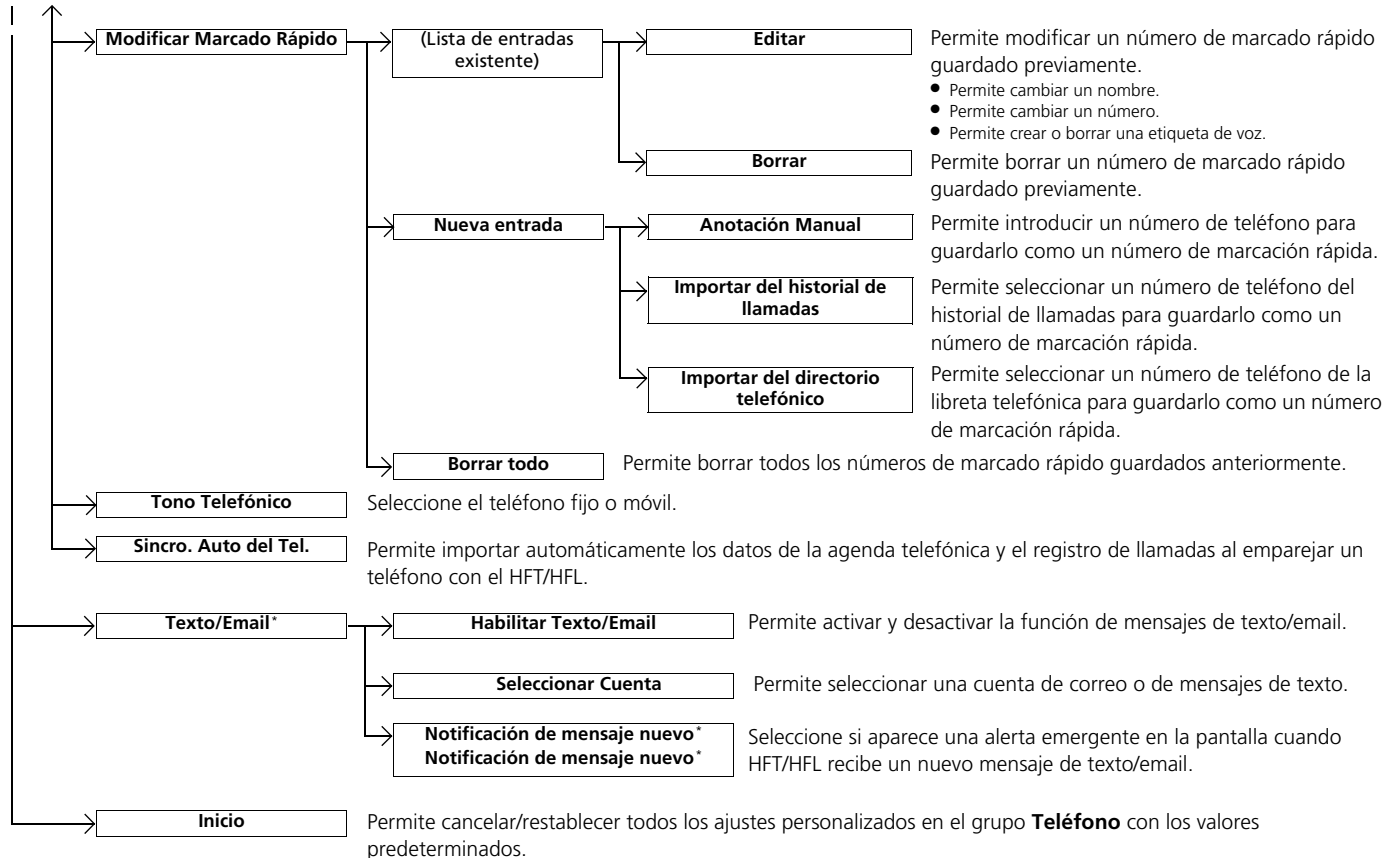 Modificar Marcado Rápido
(Lista de entradas
existente)
Editar
Permite modificar un número de marcado rápido
guardado previamente.
● Permite cambiar un nombre.
● Permite cambiar un número.
● Permite crear o borrar una etiqueta de voz.
Borrar
Permite borrar un número de marcado rápido
guardado previamente.
Nueva entrada
Anotación Manual
Permite introducir un número de teléfono para
guardarlo como un número de marcación rápida.
Importar del historial de
llamadas
Permite seleccionar un número de teléfono del
historial de llamadas para guardarlo como un
número de marcación rápida.
Importar del directorio
telefónico
Permite seleccionar un número de teléfono de la
libreta telefónica para guardarlo como un número
de marcación rápida.
Borrar todo
Permite borrar todos los números de marcado rápido guardados anteriormente.
Tono Telefónico
Seleccione el teléfono fijo o móvil.
Sincro. Auto del Tel.
Permite importar automáticamente los datos de la agenda telefónica y el registro de llamadas al emparejar un
teléfono con el HFT/HFL.
Texto/Email*
Habilitar Texto/Email
Permite activar y desactivar la función de mensajes de texto/email.
Seleccionar Cuenta
Permite seleccionar una cuenta de correo o de mensajes de texto.
Notificación de mensaje nuevo*
Notificación de mensaje nuevo*
Seleccione si aparece una alerta emergente en la pantalla cuando
HFT/HFL recibe un nuevo mensaje de texto/email.
Inicio
Permite cancelar/restablecer todos los ajustes personalizados en el grupo Teléfono con los valores
predeterminados.